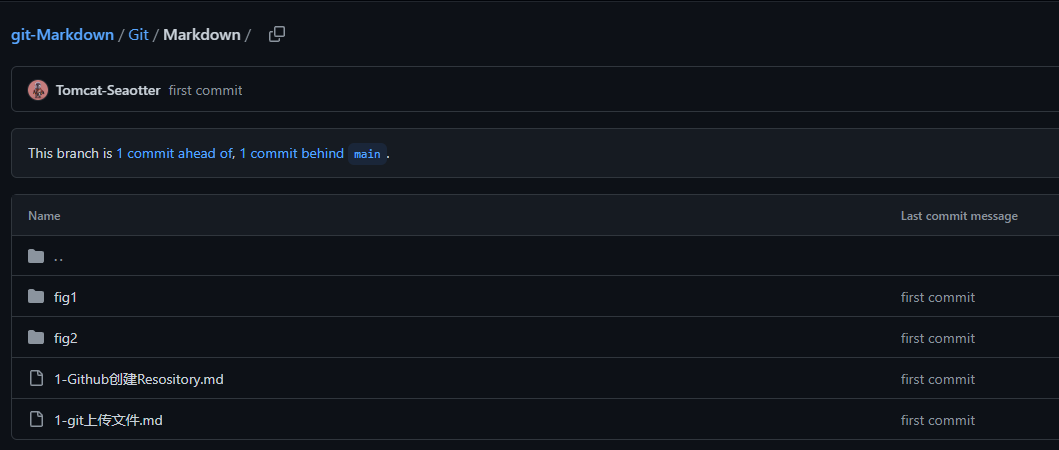 git-Markdown / Git / Markdown /
Tomcat-Seaotter first commit
This branch is 1 commit ahead of, 1 commit behind main.
Name Last commit message
..
fig1 first commit
fig2 first commit
1-Github创建Resository.md first commit
1-git上传文件.md first commit